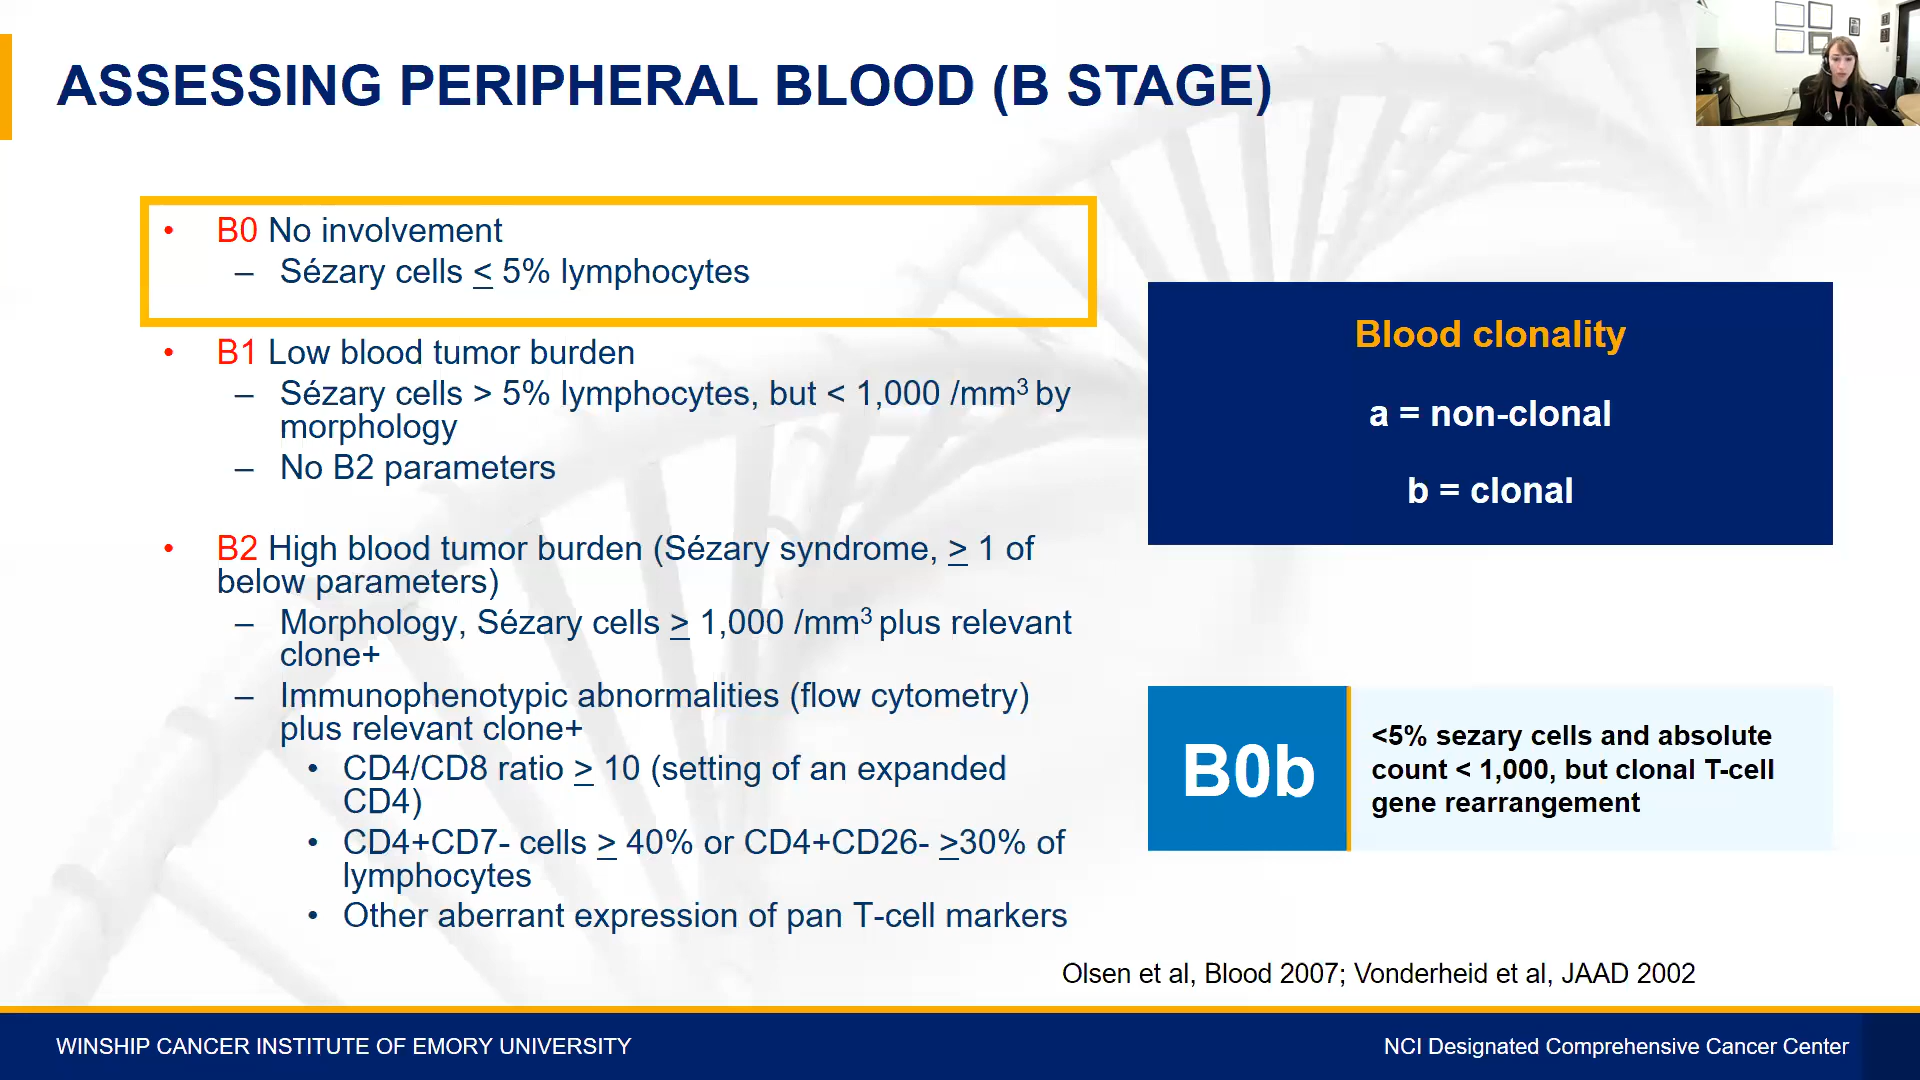 ASSESSING PERIPHERAL BLOOD (B STAGE)
• B0 No involvement
– Sézary cells ≤ 5% lymphocytes
• B1 Low blood tumor burden
– Sézary cells > 5% lymphocytes, but < 1,000 /mm³ by
morphology
– No B2 parameters
• B2 High blood tumor burden (Sézary syndrome, ≥ 1 of
below parameters)
– Morphology, Sézary cells ≥ 1,000 /mm³ plus relevant
clone+
– Immunophenotypic abnormalities (flow cytometry)
plus relevant clone+
• CD4/CD8 ratio ≥ 10 (setting of an expanded
CD4)
• CD4+CD7- cells ≥ 40% or CD4+CD26- ≥30% of
lymphocytes
• Other aberrant expression of pan T-cell markers
Blood clonality
a = non-clonal
b = clonal
B0b
<5% sezary cells and absolute
count < 1,000, but clonal T-cell
gene rearrangement
Olsen et al, Blood 2007; Vonderheid et al, JAAD 2002
WINSHIP CANCER INSTITUTE OF EMORY UNIVERSITY
NCI Designated Comprehensive Cancer Center